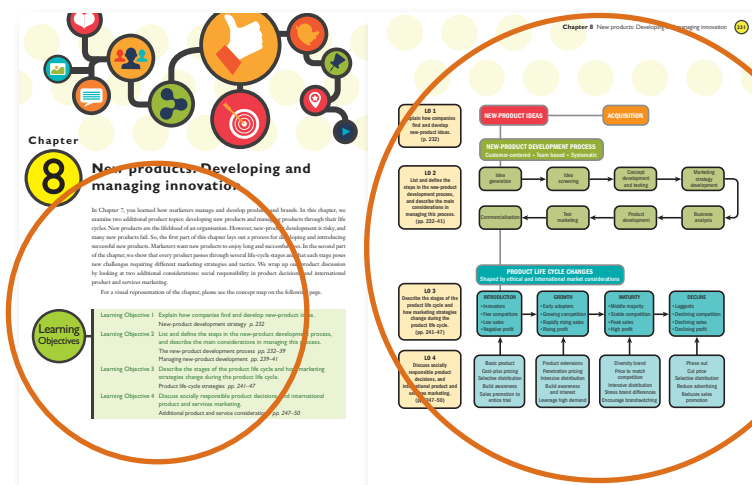 Chapter
8
New products: Developing and
managing innovation
In Chapter 7, you learned how marketers manage and develop products and brands. In this chapter, we
examine two additional product topics: developing new products and managing products through their life
cycles. New products are the lifeblood of an organisation. However, new-product development is risky, and
many new products fail. So, the first part of this chapter lays out a process for developing and introducing
successful new products. Marketers want new products to enjoy long and successful lives. In the second part
of the chapter, we show that every product passes through several life-cycle stages and that each stage poses
new challenges requiring different marketing strategies and tactics. We wrap up our product discussion
by looking at two additional considerations: social responsibility in product decisions and international
product and services marketing.
For a visual representation of the chapter, please see the concept map on the following page.
Learning
Objectives
Learning Objective 1 Explain how companies find and develop new-product ideas.
New-product development strategy p. 232
Learning Objective 2 List and define the steps in the new-product development process,
and describe the main considerations in managing this process.
The new-product development process pp. 232–39
Managing new-product development pp. 239–41
Learning Objective 3 Describe the stages of the product life cycle and how marketing
strategies change during the product life cycle.
Product life-cycle strategies pp. 241–47
Learning Objective 4 Discuss socially responsible product decisions and international
product and services marketing.
Additional product and service considerations pp. 247–50
Chapter 8 New products: Developing and managing innovation
231
LO 1
Explain how companies
find and develop
new-product ideas.
(p. 232)
NEW-PRODUCT IDEAS
ACQUISITION
NEW-PRODUCT DEVELOPMENT PROCESS
Customer-centered • Team based • Systematic
LO 2
List and define the
steps in the new-product
development process,
and describe the main
considerations in
managing this process.
(pp. 232–41)
Idea
generation
Idea
screening
Concept
development
and testing
Marketing
strategy
development
Commercialisation
Test
marketing
Product
development
Business
analysis
PRODUCT LIFE CYCLE CHANGES
Shaped by ethical and international market considerations
LO 3
Describe the stages of the
product life cycle and
how marketing strategies
change during the
product life cycle.
(pp. 241–47)
INTRODUCTION
• Innovators
• Few competitors
• Low sales
• Negative profit
GROWTH
• Early adopters
• Growing competition
• Rapidly rising sales
• Rising profit
MATURITY
• Middle majority
• Stable competition
• Peak sales
• High profit
DECLINE
• Laggards
• Declining competition
• Declining sales
• Declining profit
LO 4
Discuss socially
responsible product
decisions, and
international product and
services marketing.
(pp. 247–50)
Basic product
Cost-plus pricing
Selective distribution
Build awareness
Sales promotion to
entice trial
Product extensions
Penetration pricing
Intensive distribution
Build awareness
and interest
Leverage high demand
Diversity brand
Price to match
competition
Intensive distribution
Stress brand differences
Encourage brandswitching
Phase out
Cut price
Selective distribution
Reduce advertising
Reduces sales
promotion